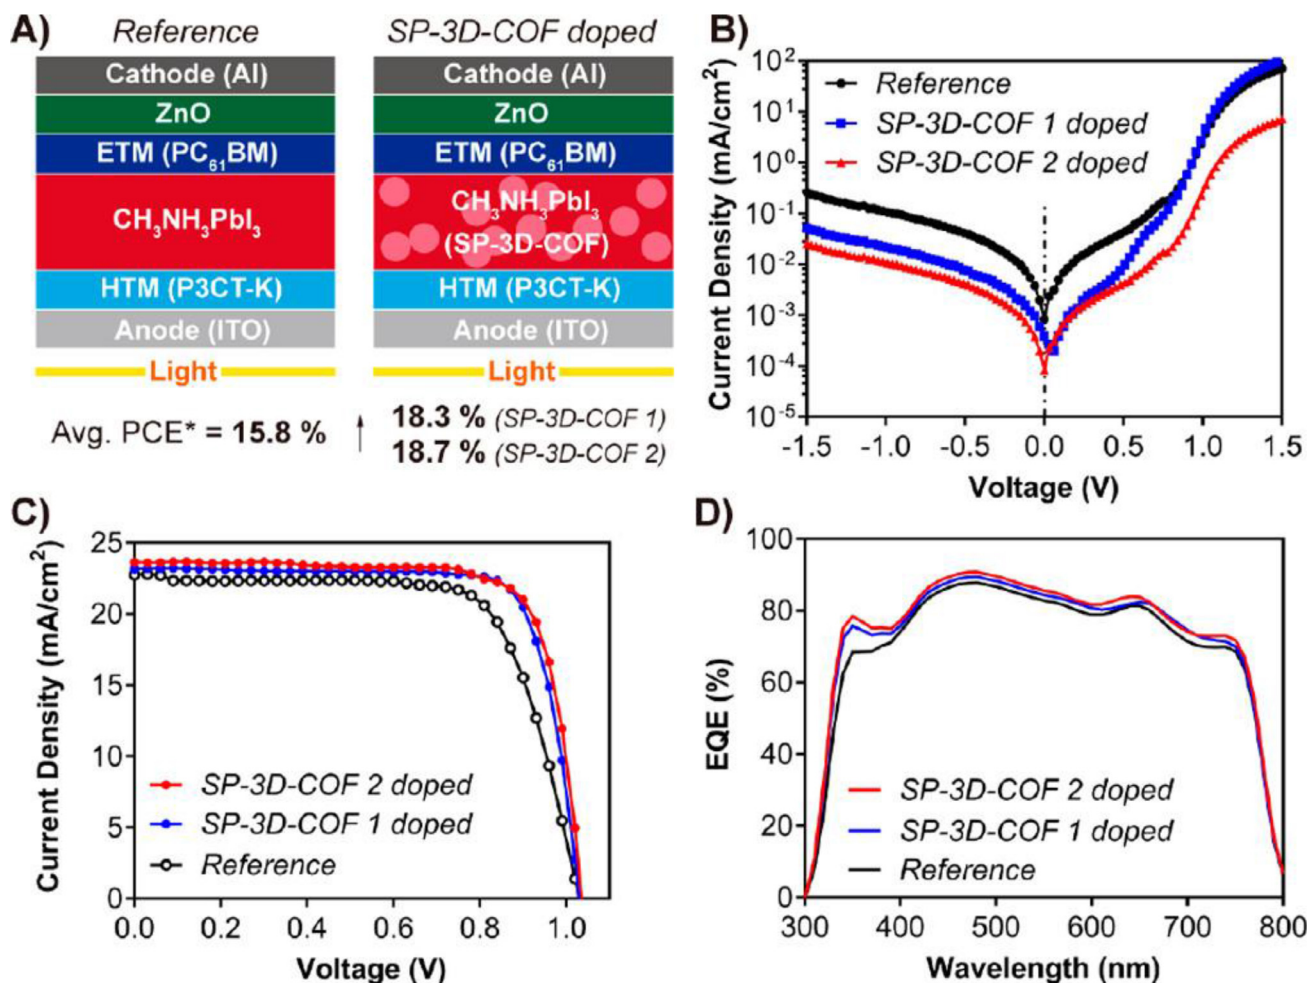 A)
Reference
SP-3D-COF doped
Cathode (Al)
Cathode (Al)
ZnO
ZnO
ETM (PC₆₁BM)
ETM (PC₆₁BM)
CH₃NH₃PbI₃
CH₃NH₃PbI₃
(SP-3D-COF)
HTM (P3CT-K)
HTM (P3CT-K)
Anode (ITO)
Anode (ITO)
Light
Light
Avg. PCE* = 15.8 % ↑
18.3 % (SP-3D-COF 1)
18.7 % (SP-3D-COF 2)
B)
Reference
SP-3D-COF 1 doped
SP-3D-COF 2 doped
Current Density (mA/cm²)
10²
10¹
10⁰
10⁻¹
10⁻²
10⁻³
10⁻⁴
10⁻⁵
-1.5 -1.0 -0.5 0.0 0.5 1.0 1.5
Voltage (V)
C)
Current Density (mA/cm²)
25
20
15
10
5
0
SP-3D-COF 2 doped
SP-3D-COF 1 doped
Reference
0.0 0.2 0.4 0.6 0.8 1.0
Voltage (V)
D)
EQE (%)
100
80
60
40
20
0
SP-3D-COF 2 doped
SP-3D-COF 1 doped
Reference
300 400 500 600 700 800
Wavelength (nm)